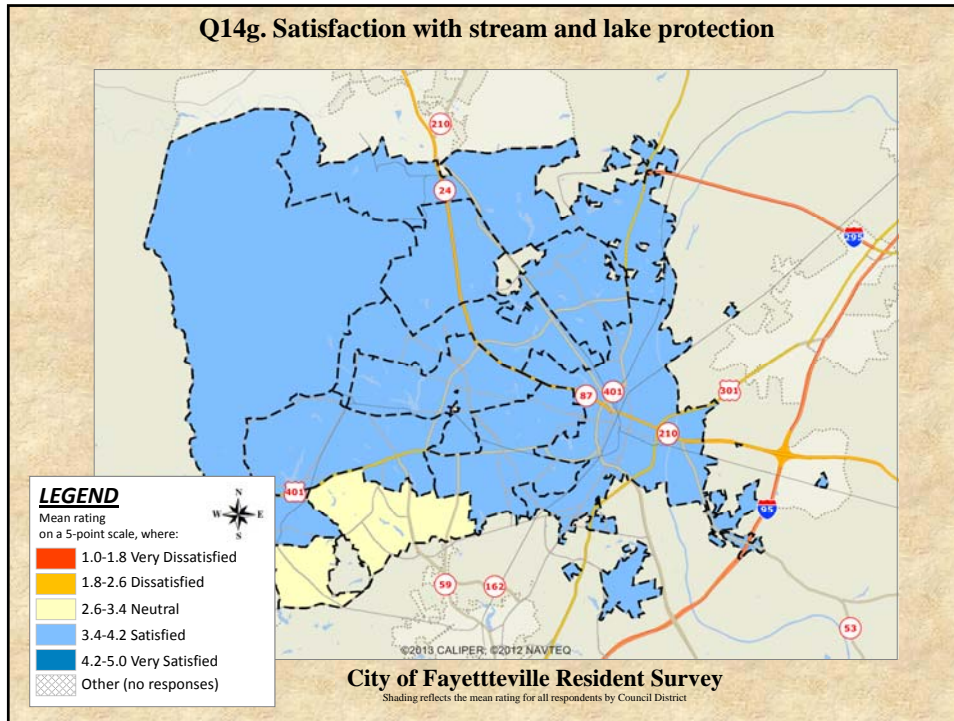 Q14g. Satisfaction with stream and lake protection
210
24
295
301
87
401
210
401
95
59
162
53
LEGEND
N
W E
S
Mean rating
on a 5-point scale, where:
1.0-1.8 Very Dissatisfied
1.8-2.6 Dissatisfied
2.6-3.4 Neutral
3.4-4.2 Satisfied
4.2-5.0 Very Satisfied
Other (no responses)
©2013 CALIPER; ©2012 NAVTEQ
City of Fayettteville Resident Survey
Shading reflects the mean rating for all respondents by Council District